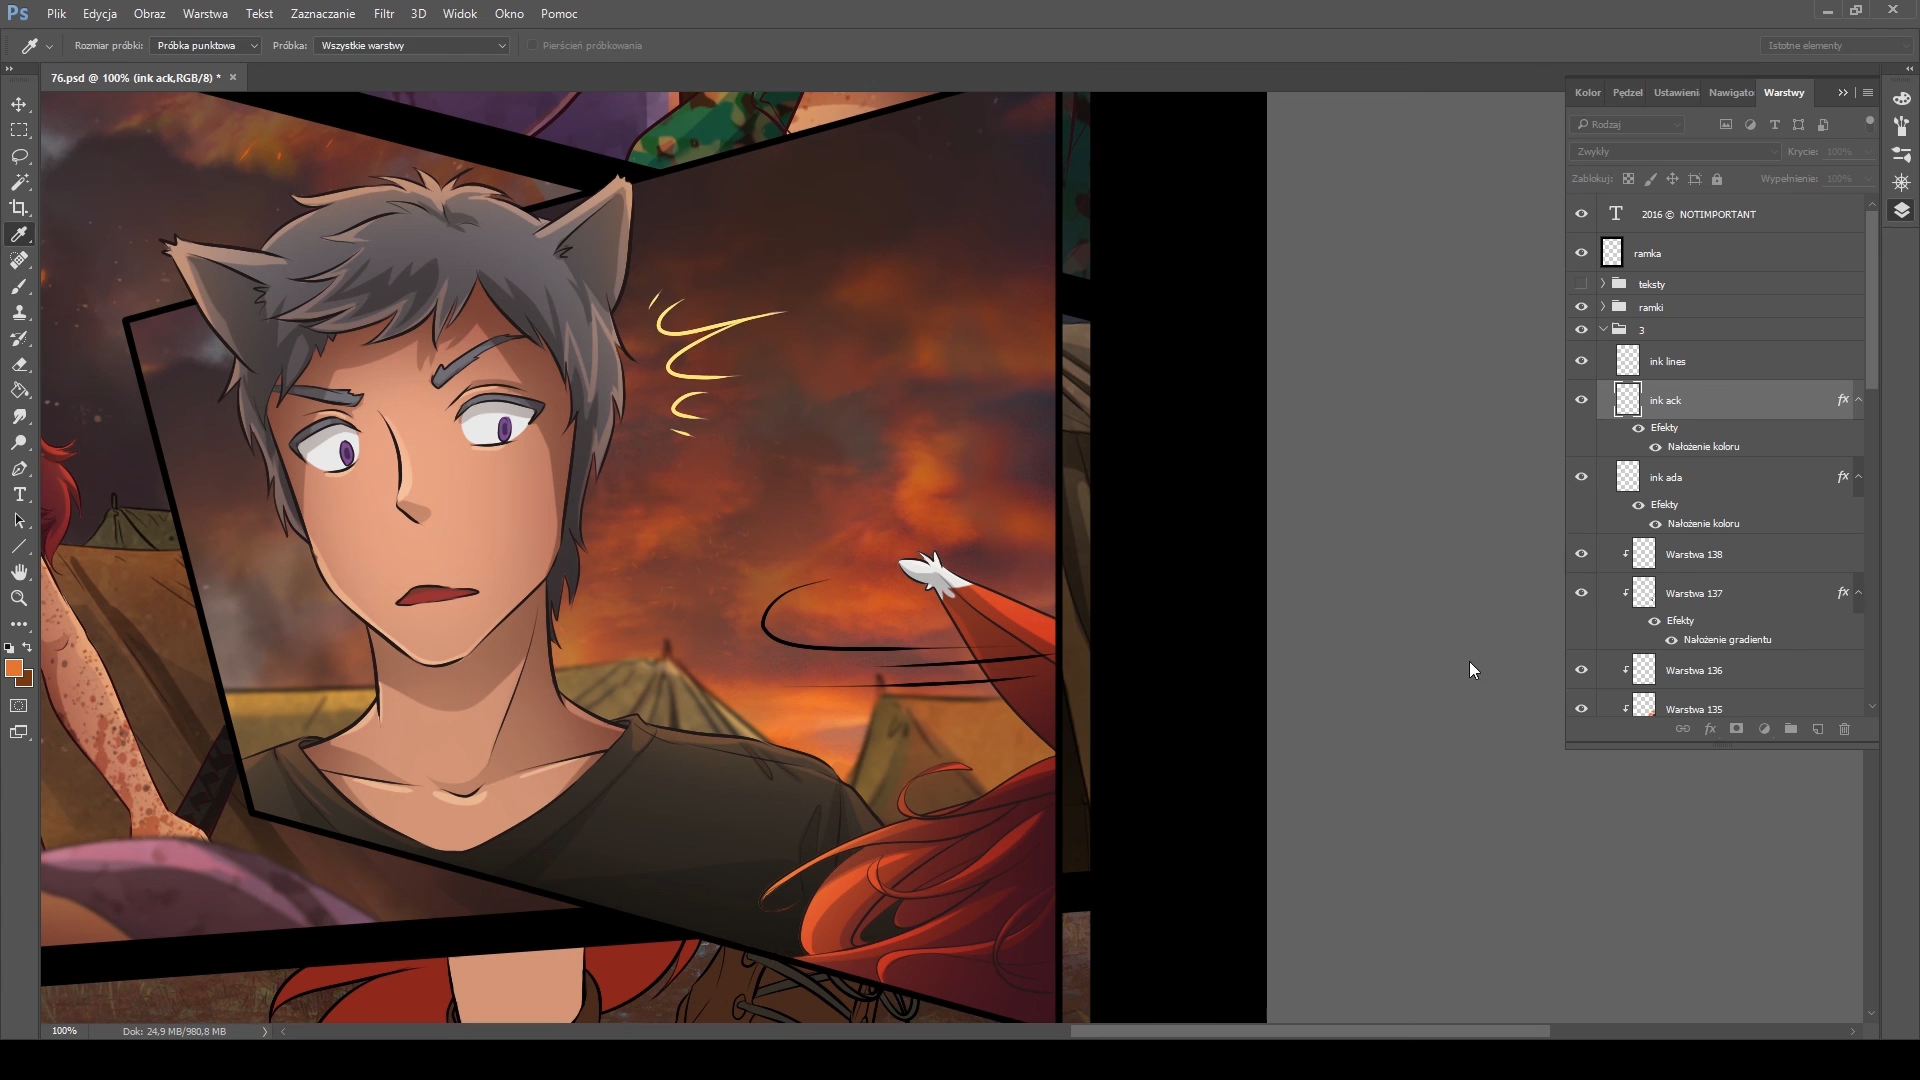 Ps Plik Edycja Obraz Warstwa Tekst Zaznaczanie Filtr 3D Widok Okno Pomoc
Rozmiar próbki: Próbka punktowa Próbka: Wszystkie warstwy Pierścień próbkowania Istotne elementy
76.psd @ 100% (ink ack,RGB/8) *
Kolor Pędzel Ustawieni Nawigato Warstwy
Rodzaj
Zwykły Krycie: 100%
Zablokuj: Wypełnienie: 100%
T 2016 © NOTIMPORTANT
ramka
teksty
ramki
3
ink lines
ink ack fx
Efekty
Nałożenie koloru
ink ada fx
Efekty
Nałożenie koloru
Warstwa 138
Warstwa 137 fx
Efekty
Nałożenie gradientu
Warstwa 136
Warstwa 135
fx
100% Dok: 24,9 MB/980,8 MB